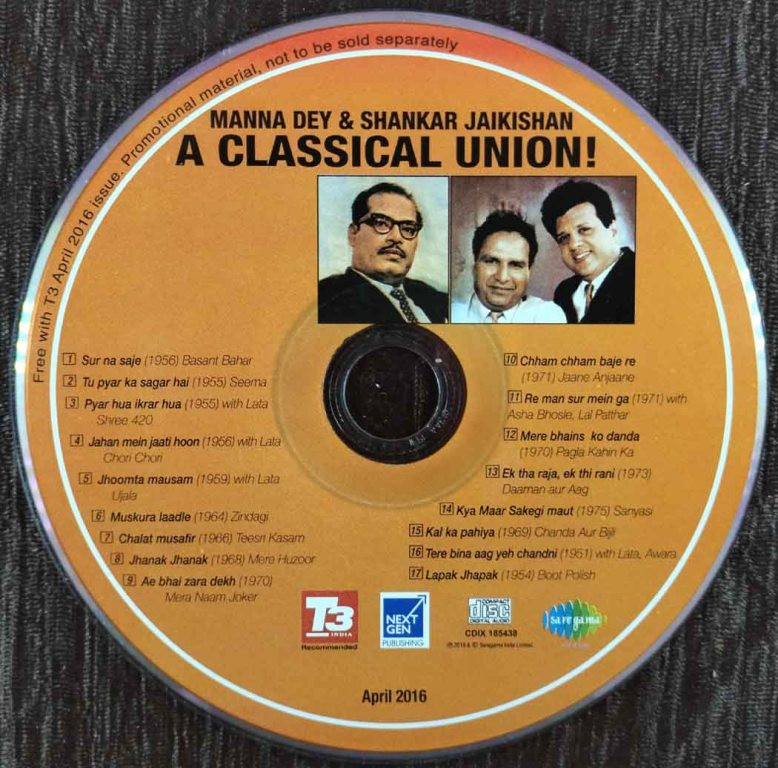 Free with T3 April 2016 issue. Promotional material, not to be sold separately
MANNA DEY & SHANKAR JAIKISHAN
A CLASSICAL UNION!
1 Sur na saje (1956) Basant Bahar
2 Tu pyar ka sagar hai (1955) Seema
3 Pyar hua ikrar hua (1955) with Lata
Shree 420
4 Jahan mein jaati hoon (1956) with Lata
Chori Chori
5 Jhoomta mausam (1959) with Lata
Ujala
6 Muskura laadle (1964) Zindagi
7 Chalat musafir (1966) Teesri Kasam
8 Jhanak Jhanak (1968) Mere Huzoor
9 Ae bhai zara dekh (1970)
Mera Naam Joker
10 Chham chham baje re
(1971) Jaane Anjaane
11 Re man sur mein ga (1971) with
Asha Bhosle, Lal Patthar
12 Mere bhains ko danda
(1970) Pagla Kahin Ka
13 Ek tha raja, ek thi rani (1973)
Daaman aur Aag
14 Kya Maar Sakegi maut (1975) Sanyasi
15 Kal ka pahiya (1969) Chanda Aur Bijli
16 Tere bina aag yeh chandni (1951) with Lata, Awara
17 Lapak Jhapak (1954) Boot Polish
T3
INDIA
Recommended
NEXT
GEN
PUBLISHING
COMPACT
disc
DIGITAL AUDIO
CDIX 185438
℗ 2016 & © Saregama India Limited.
sa re ga ma
April 2016